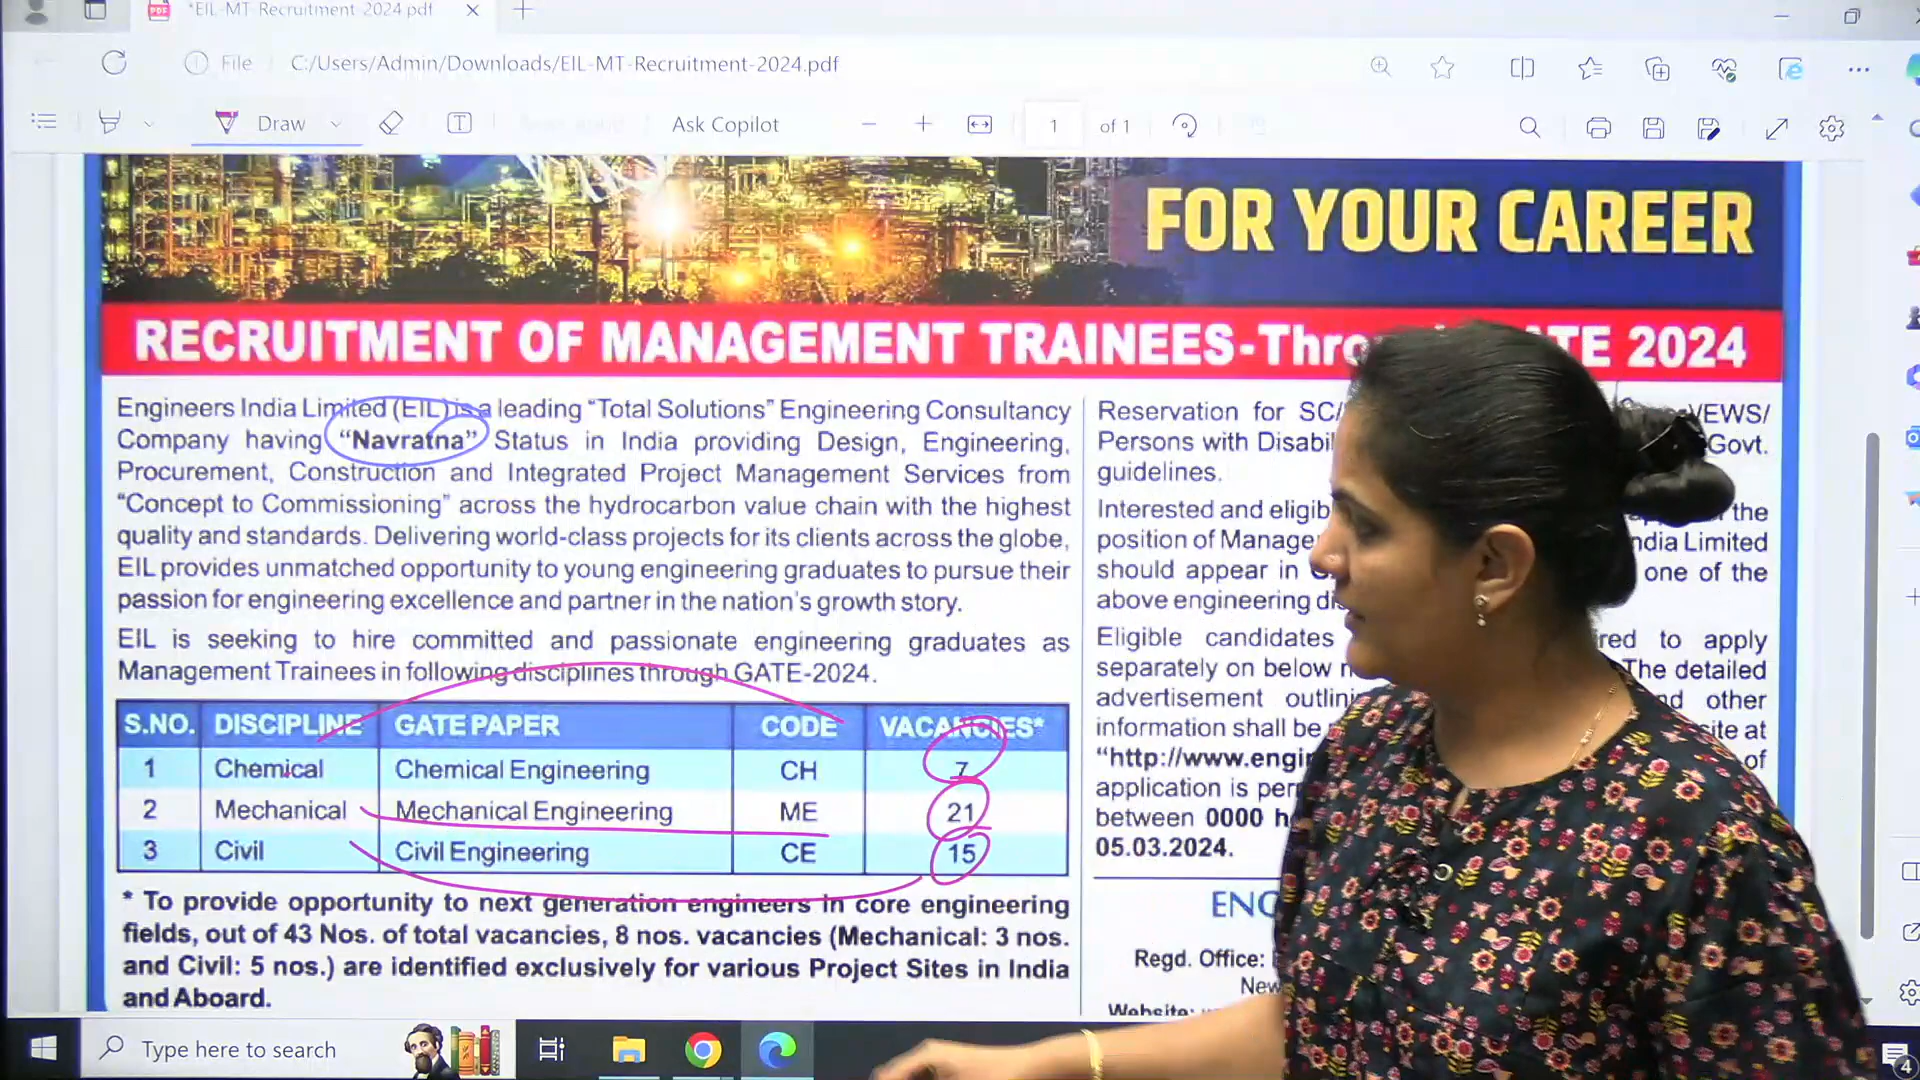 *EIL-MT-Recruitment-2024.pdf
File C:/Users/Admin/Downloads/EIL-MT-Recruitment-2024.pdf
Draw Ask Copilot 1 of 1
FOR YOUR CAREER
RECRUITMENT OF MANAGEMENT TRAINEES-Thro TE 2024
Engineers India Limited (EIL) is a leading “Total Solutions” Engineering Consultancy
Company having “Navratna” Status in India providing Design, Engineering,
Procurement, Construction and Integrated Project Management Services from
“Concept to Commissioning” across the hydrocarbon value chain with the highest
quality and standards. Delivering world-class projects for its clients across the globe,
EIL provides unmatched opportunity to young engineering graduates to pursue their
passion for engineering excellence and partner in the nation's growth story.
EIL is seeking to hire committed and passionate engineering graduates as
Management Trainees in following disciplines through GATE-2024.
S.NO. DISCIPLINE GATE PAPER CODE VACANCIES*
1 Chemical Chemical Engineering CH 7
2 Mechanical Mechanical Engineering ME 21
3 Civil Civil Engineering CE 15
* To provide opportunity to next generation engineers in core engineering
fields, out of 43 Nos. of total vacancies, 8 nos. vacancies (Mechanical: 3 nos.
and Civil: 5 nos.) are identified exclusively for various Project Sites in India
and Aboard.
Reservation for SC/ /EWS/
Persons with Disabil Govt.
guidelines.
Interested and eligib the
position of Manage ndia Limited
should appear in one of the
above engineering di
Eligible candidates red to apply
separately on below The detailed
advertisement outlin nd other
information shall be site at
“http://www.engi of
application is per
between 0000 h
05.03.2024.
ENG
Regd. Office:
New
Website:
Type here to search
4